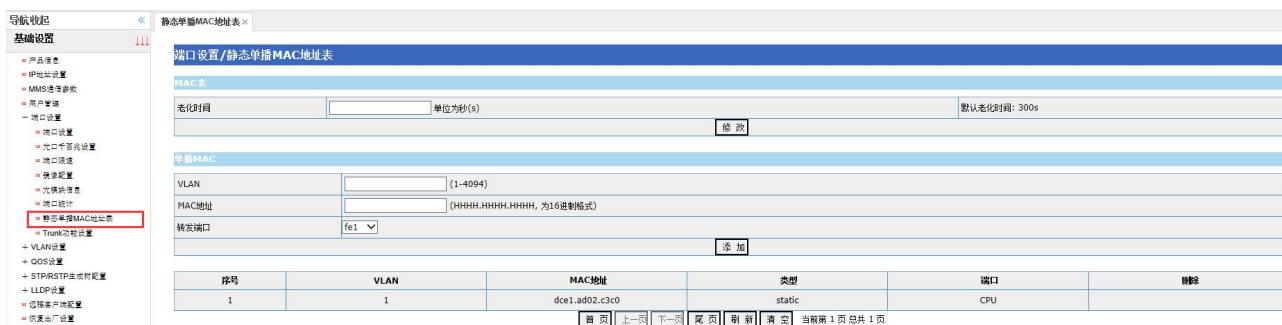 导航收起 «
基础设置
产品信息
IP地址设置
MMS通信参数
用户管理
端口设置
端口设置
光口千百兆设置
端口限速
镜像配置
光模块信息
端口统计
静态单播MAC地址表
Trunk功能设置
+ VLAN设置
+ QOS设置
+ STP/RSTP生成树配置
+ LLDP设置
远程客户端配置
恢复出厂设置
静态单播MAC地址表 ×
端口设置/静态单播MAC地址表
MAC表
老化时间 单位为秒(s) 默认老化时间: 300s
修 改
单播MAC
VLAN (1-4094)
MAC地址 (HHHH.HHHH.HHHH, 为16进制格式)
转发端口 fe1
添 加
序号 VLAN MAC地址 类型 端口 删除
1 1 dce1.ad02.c3c0 static CPU
首 页 上一页 下一页 尾 页 刷 新 清 空 当前第 1 页 总共 1 页